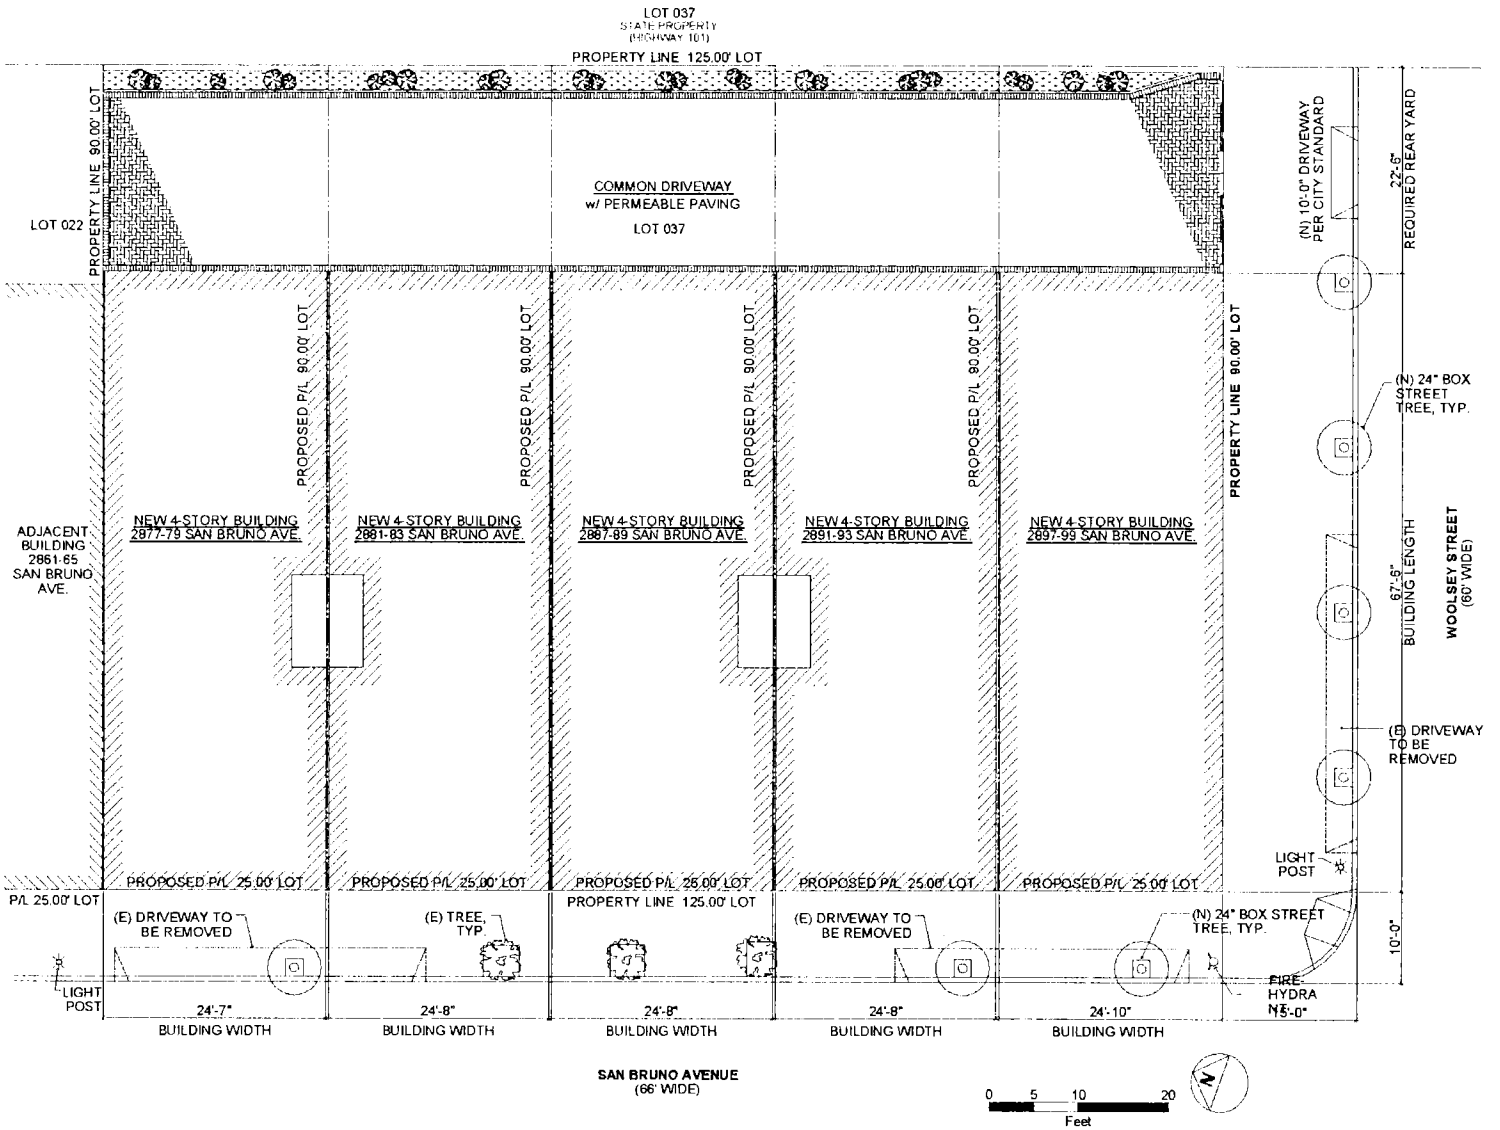 LOT 037
STATE PROPERTY
(HIGHWAY 101)
PROPERTY LINE 125.00' LOT
PROPERTY LINE 90.00' LOT
LOT 022
COMMON DRIVEWAY
w/ PERMEABLE PAVING
LOT 037
(N) 10'-0" DRIVEWAY
PER CITY STANDARD
22'-6"
REQUIRED REAR YARD
PROPOSED P/L 90.00' LOT
PROPOSED P/L 90.00' LOT
PROPOSED P/L 90.00' LOT
PROPOSED P/L 90.00' LOT
PROPERTY LINE 90.00' LOT
(N) 24" BOX
STREET
TREE, TYP.
ADJACENT
BUILDING
2861-65
SAN BRUNO
AVE.
NEW 4-STORY BUILDING
2877-79 SAN BRUNO AVE.
NEW 4-STORY BUILDING
2881-83 SAN BRUNO AVE.
NEW 4-STORY BUILDING
2887-89 SAN BRUNO AVE.
NEW 4-STORY BUILDING
2891-93 SAN BRUNO AVE.
NEW 4-STORY BUILDING
2897-99 SAN BRUNO AVE.
67'-6"
BUILDING LENGTH
WOOLSEY STREET
(60' WIDE)
(E) DRIVEWAY
TO BE
REMOVED
LIGHT
POST
PROPOSED P/L 25.00' LOT
PROPOSED P/L 25.00' LOT
PROPOSED P/L 25.00' LOT
PROPOSED P/L 25.00' LOT
PROPOSED P/L 25.00' LOT
P/L 25.00' LOT
PROPERTY LINE 125.00' LOT
(E) DRIVEWAY TO
BE REMOVED
(E) TREE,
TYP.
(E) DRIVEWAY TO
BE REMOVED
(N) 24" BOX STREET
TREE, TYP.
10'-0"
LIGHT
POST
FIRE
HYDRA
NT
24'-7"
BUILDING WIDTH
24'-8"
BUILDING WIDTH
24'-8"
BUILDING WIDTH
24'-8"
BUILDING WIDTH
24'-10"
BUILDING WIDTH
15'-0"
SAN BRUNO AVENUE
(66' WIDE)
0 5 10 20
Feet
N